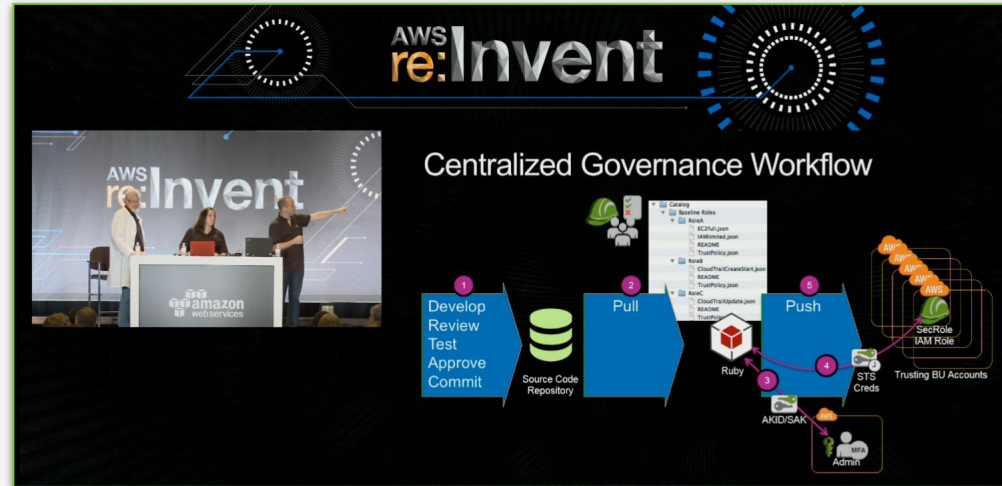 AWS
re:Invent
AWS
re:Invent
amazon
webservices
Centralized Governance Workflow
Catalog
Baseline Roles
RoleA
EC2full.json
IAMlimited.json
README
TrustPolicy.json
RoleB
CloudTrailCreateStart.json
README
TrustPolicy.json
RoleC
CloudTrailUpdate.json
README
1
Develop
Review
Test
Approve
Commit
Source Code
Repository
2
Pull
Ruby
5
Push
3
4
AKID/SAK
STS
Creds
AWS
MFA
Admin
AWS
AWS
AWS
AWS
AWS
SecRole
IAM Role
Trusting BU Accounts